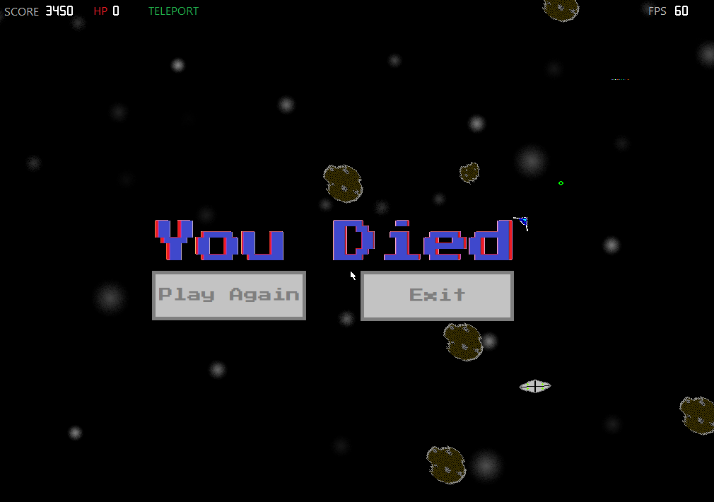 SCORE 3450 HP 0 TELEPORT FPS 60
You Died
Play Again Exit